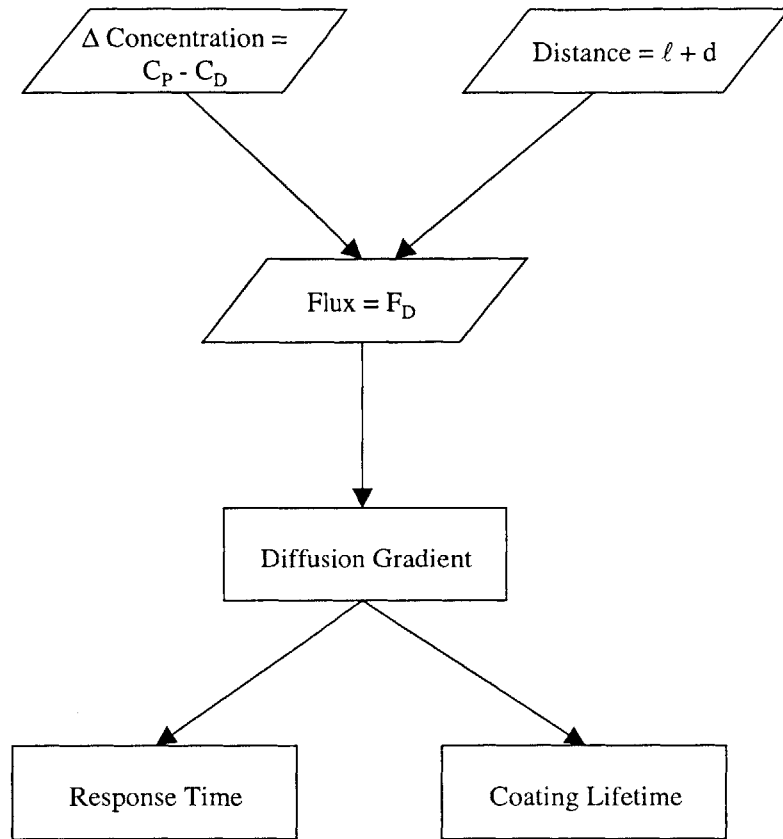 Δ Concentration =
C_P - C_D
Distance = ℓ + d
Flux = F_D
Diffusion Gradient
Response Time
Coating Lifetime